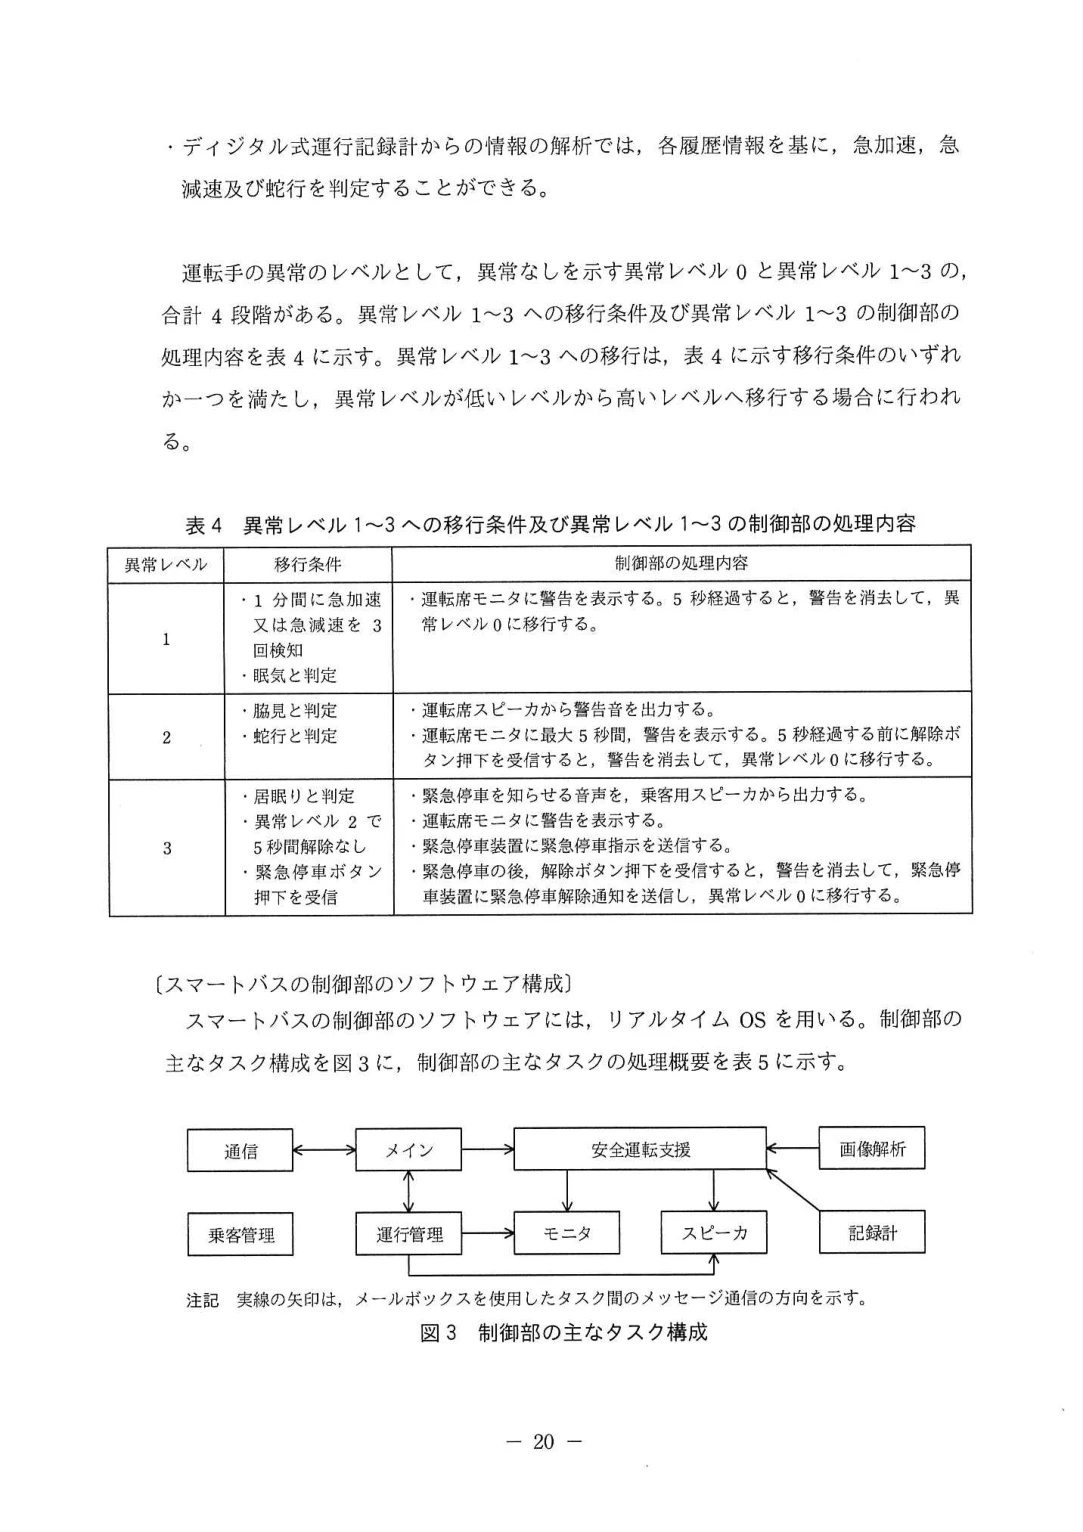 ・ディジタル式運行記録計からの情報の解析では，各履歴情報を基に，急加速，急
減速及び蛇行を判定することができる。
運転手の異常のレベルとして，異常なしを示す異常レベル 0 と異常レベル 1～3 の，
合計 4 段階がある。異常レベル 1～3 への移行条件及び異常レベル 1～3 の制御部の
処理内容を表 4 に示す。異常レベル 1～3 への移行は，表 4 に示す移行条件のいずれ
か一つを満たし，異常レベルが低いレベルから高いレベルへ移行する場合に行われ
る。
表 4　異常レベル 1～3 への移行条件及び異常レベル 1～3 の制御部の処理内容
異常レベル　移行条件　制御部の処理内容
1
・1 分間に急加速
又は急減速を 3
回検知
・眠気と判定
・運転席モニタに警告を表示する。5 秒経過すると，警告を消去して，異
常レベル 0 に移行する。
2
・脇見と判定
・蛇行と判定
・運転席スピーカから警告音を出力する。
・運転席モニタに最大 5 秒間，警告を表示する。5 秒経過する前に解除ボ
タン押下を受信すると，警告を消去して，異常レベル 0 に移行する。
3
・居眠りと判定
・異常レベル 2 で
5 秒間解除なし
・緊急停車ボタン
押下を受信
・緊急停車を知らせる音声を，乗客用スピーカから出力する。
・運転席モニタに警告を表示する。
・緊急停車装置に緊急停車指示を送信する。
・緊急停車の後，解除ボタン押下を受信すると，警告を消去して，緊急停
車装置に緊急停車解除通知を送信し，異常レベル 0 に移行する。
〔スマートバスの制御部のソフトウェア構成〕
スマートバスの制御部のソフトウェアには，リアルタイム OS を用いる。制御部の
主なタスク構成を図 3 に，制御部の主なタスクの処理概要を表 5 に示す。
通信　メイン　安全運転支援　画像解析
乗客管理　運行管理　モニタ　スピーカ　記録計
注記　実線の矢印は，メールボックスを使用したタスク間のメッセージ通信の方向を示す。
図 3　制御部の主なタスク構成
－ 20 －